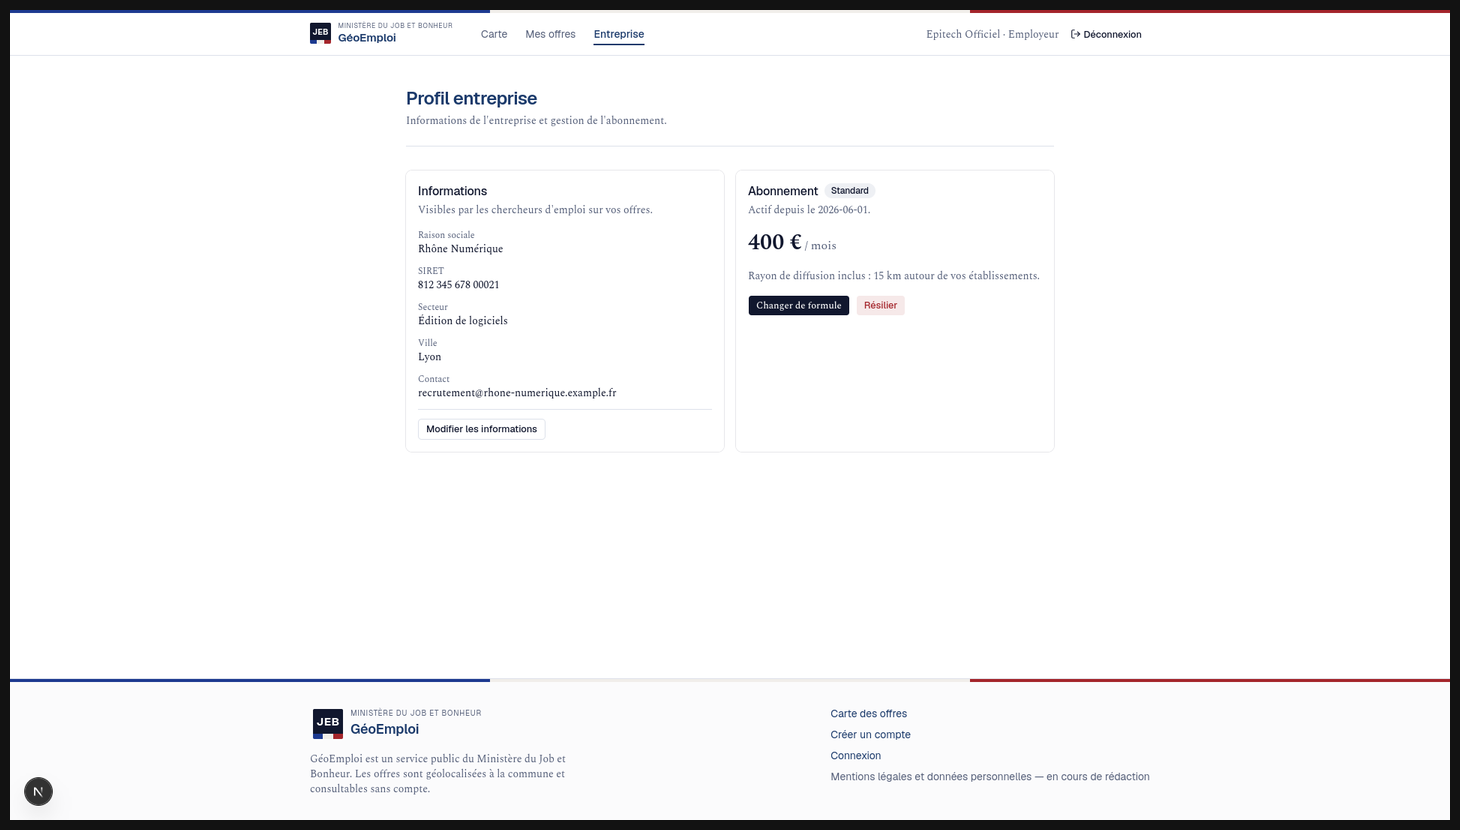 JEB
MINISTÈRE DU JOB ET BONHEUR
GéoEmploi
Carte
Mes offres
Entreprise
Epitech Officiel · Employeur
Déconnexion
Profil entreprise
Informations de l'entreprise et gestion de l'abonnement.
Informations
Visibles par les chercheurs d'emploi sur vos offres.
Raison sociale
Rhône Numérique
SIRET
812 345 678 00021
Secteur
Édition de logiciels
Ville
Lyon
Contact
recrutement@rhone-numerique.example.fr
Modifier les informations
Abonnement Standard
Actif depuis le 2026-06-01.
400 € / mois
Rayon de diffusion inclus : 15 km autour de vos établissements.
Changer de formule
Résilier
JEB
MINISTÈRE DU JOB ET BONHEUR
GéoEmploi
GéoEmploi est un service public du Ministère du Job et
Bonheur. Les offres sont géolocalisées à la commune et
consultables sans compte.
Carte des offres
Créer un compte
Connexion
Mentions légales et données personnelles — en cours de rédaction
N